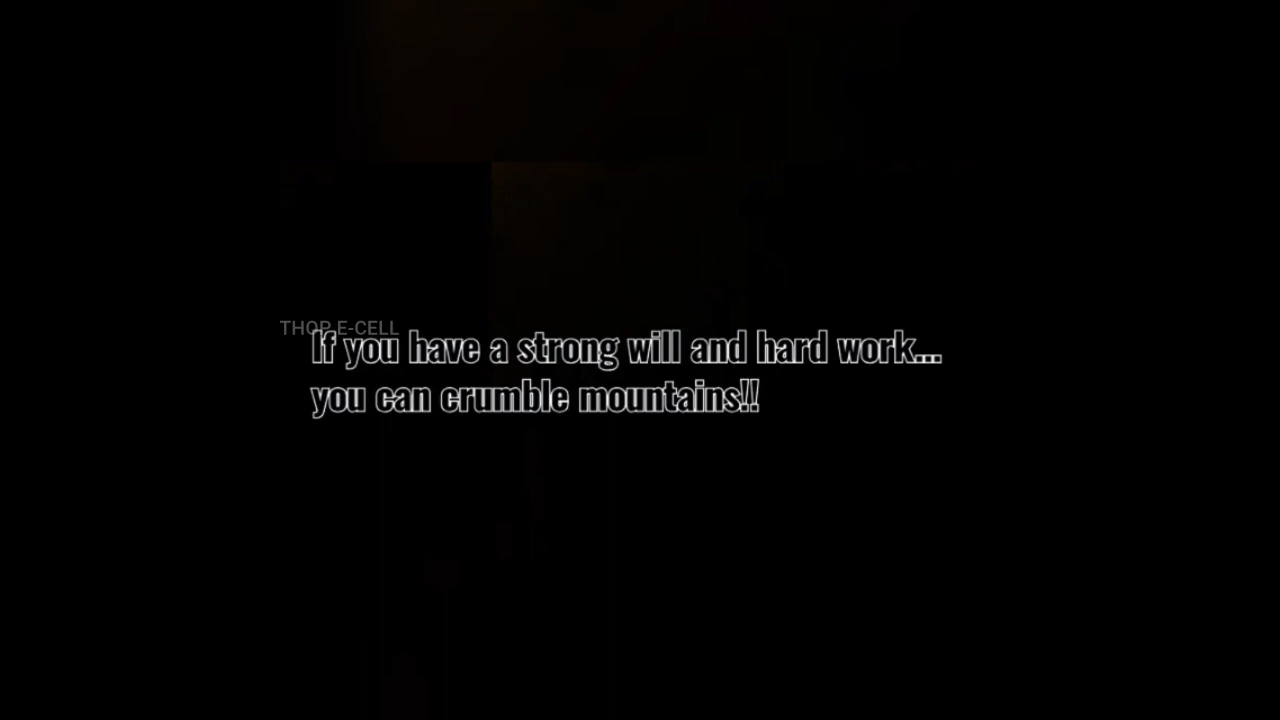 THOP E-CELL
If you have a strong will and hard work...
you can crumble mountains!!